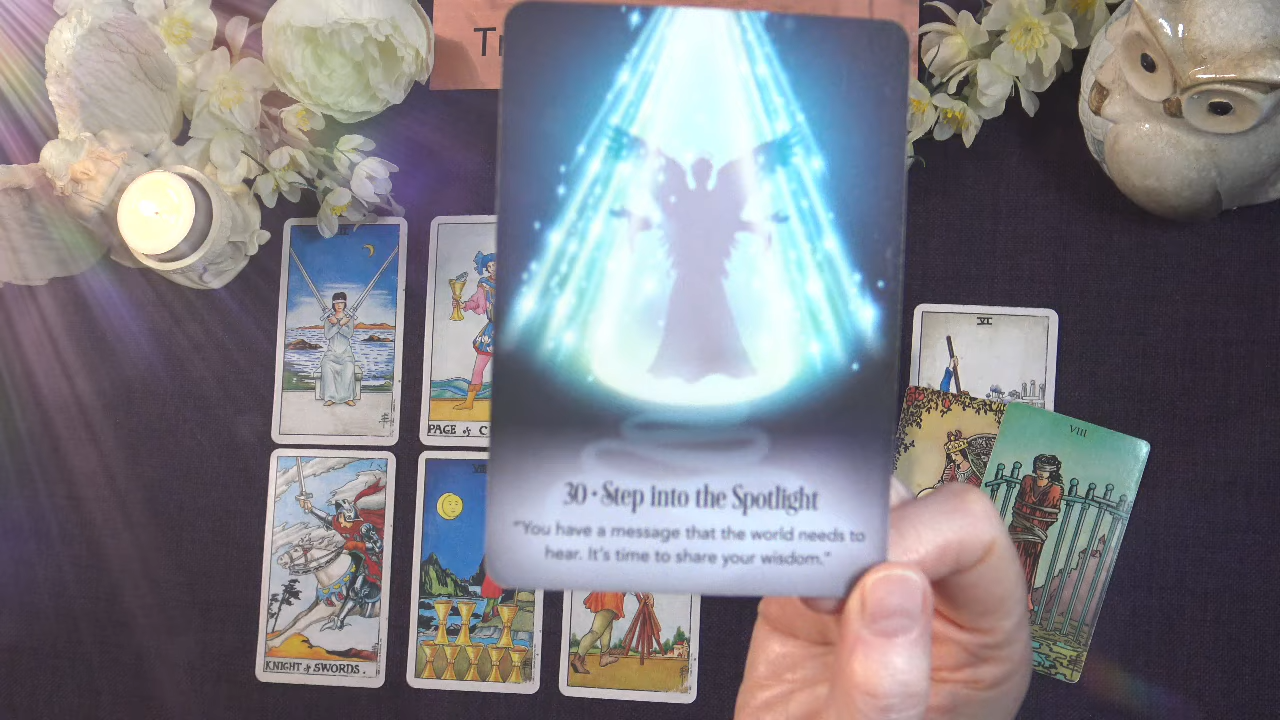 VI
PAGE of C
VIII
30 • Step into the Spotlight
"You have a message that the world needs to
hear. It's time to share your wisdom."
KNIGHT of SWORDS.